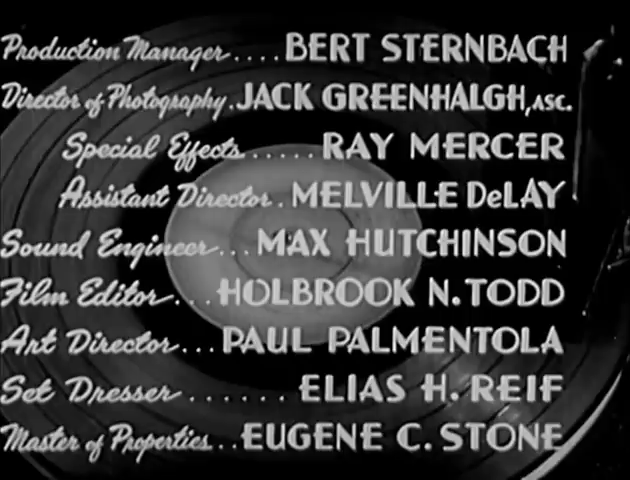 Production Manager....BERT STERNBACH
Director of Photography.JACK GREENHALGH, ASC.
Special Effects......RAY MERCER
Assistant Director.MELVILLE DeLAY
Sound Engineer...MAX HUTCHINSON
Film Editor...HOLBROOK N. TODD
Art Director...PAUL PALMENTOLA
Set Dresser.......ELIAS H. REIF
Master of Properties..EUGENE C. STONE